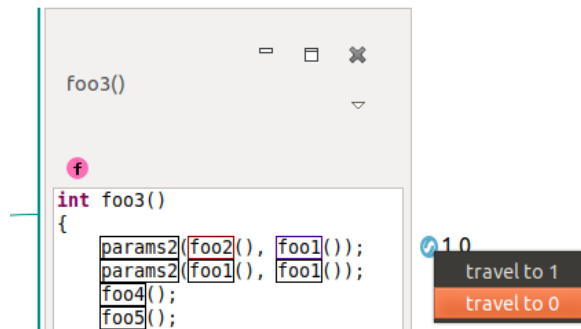 foo3()
f
int foo3()
{
params2(foo2(), foo1());
params2(foo1(), foo1());
foo4();
foo5();
1.0
travel to 1
travel to 0